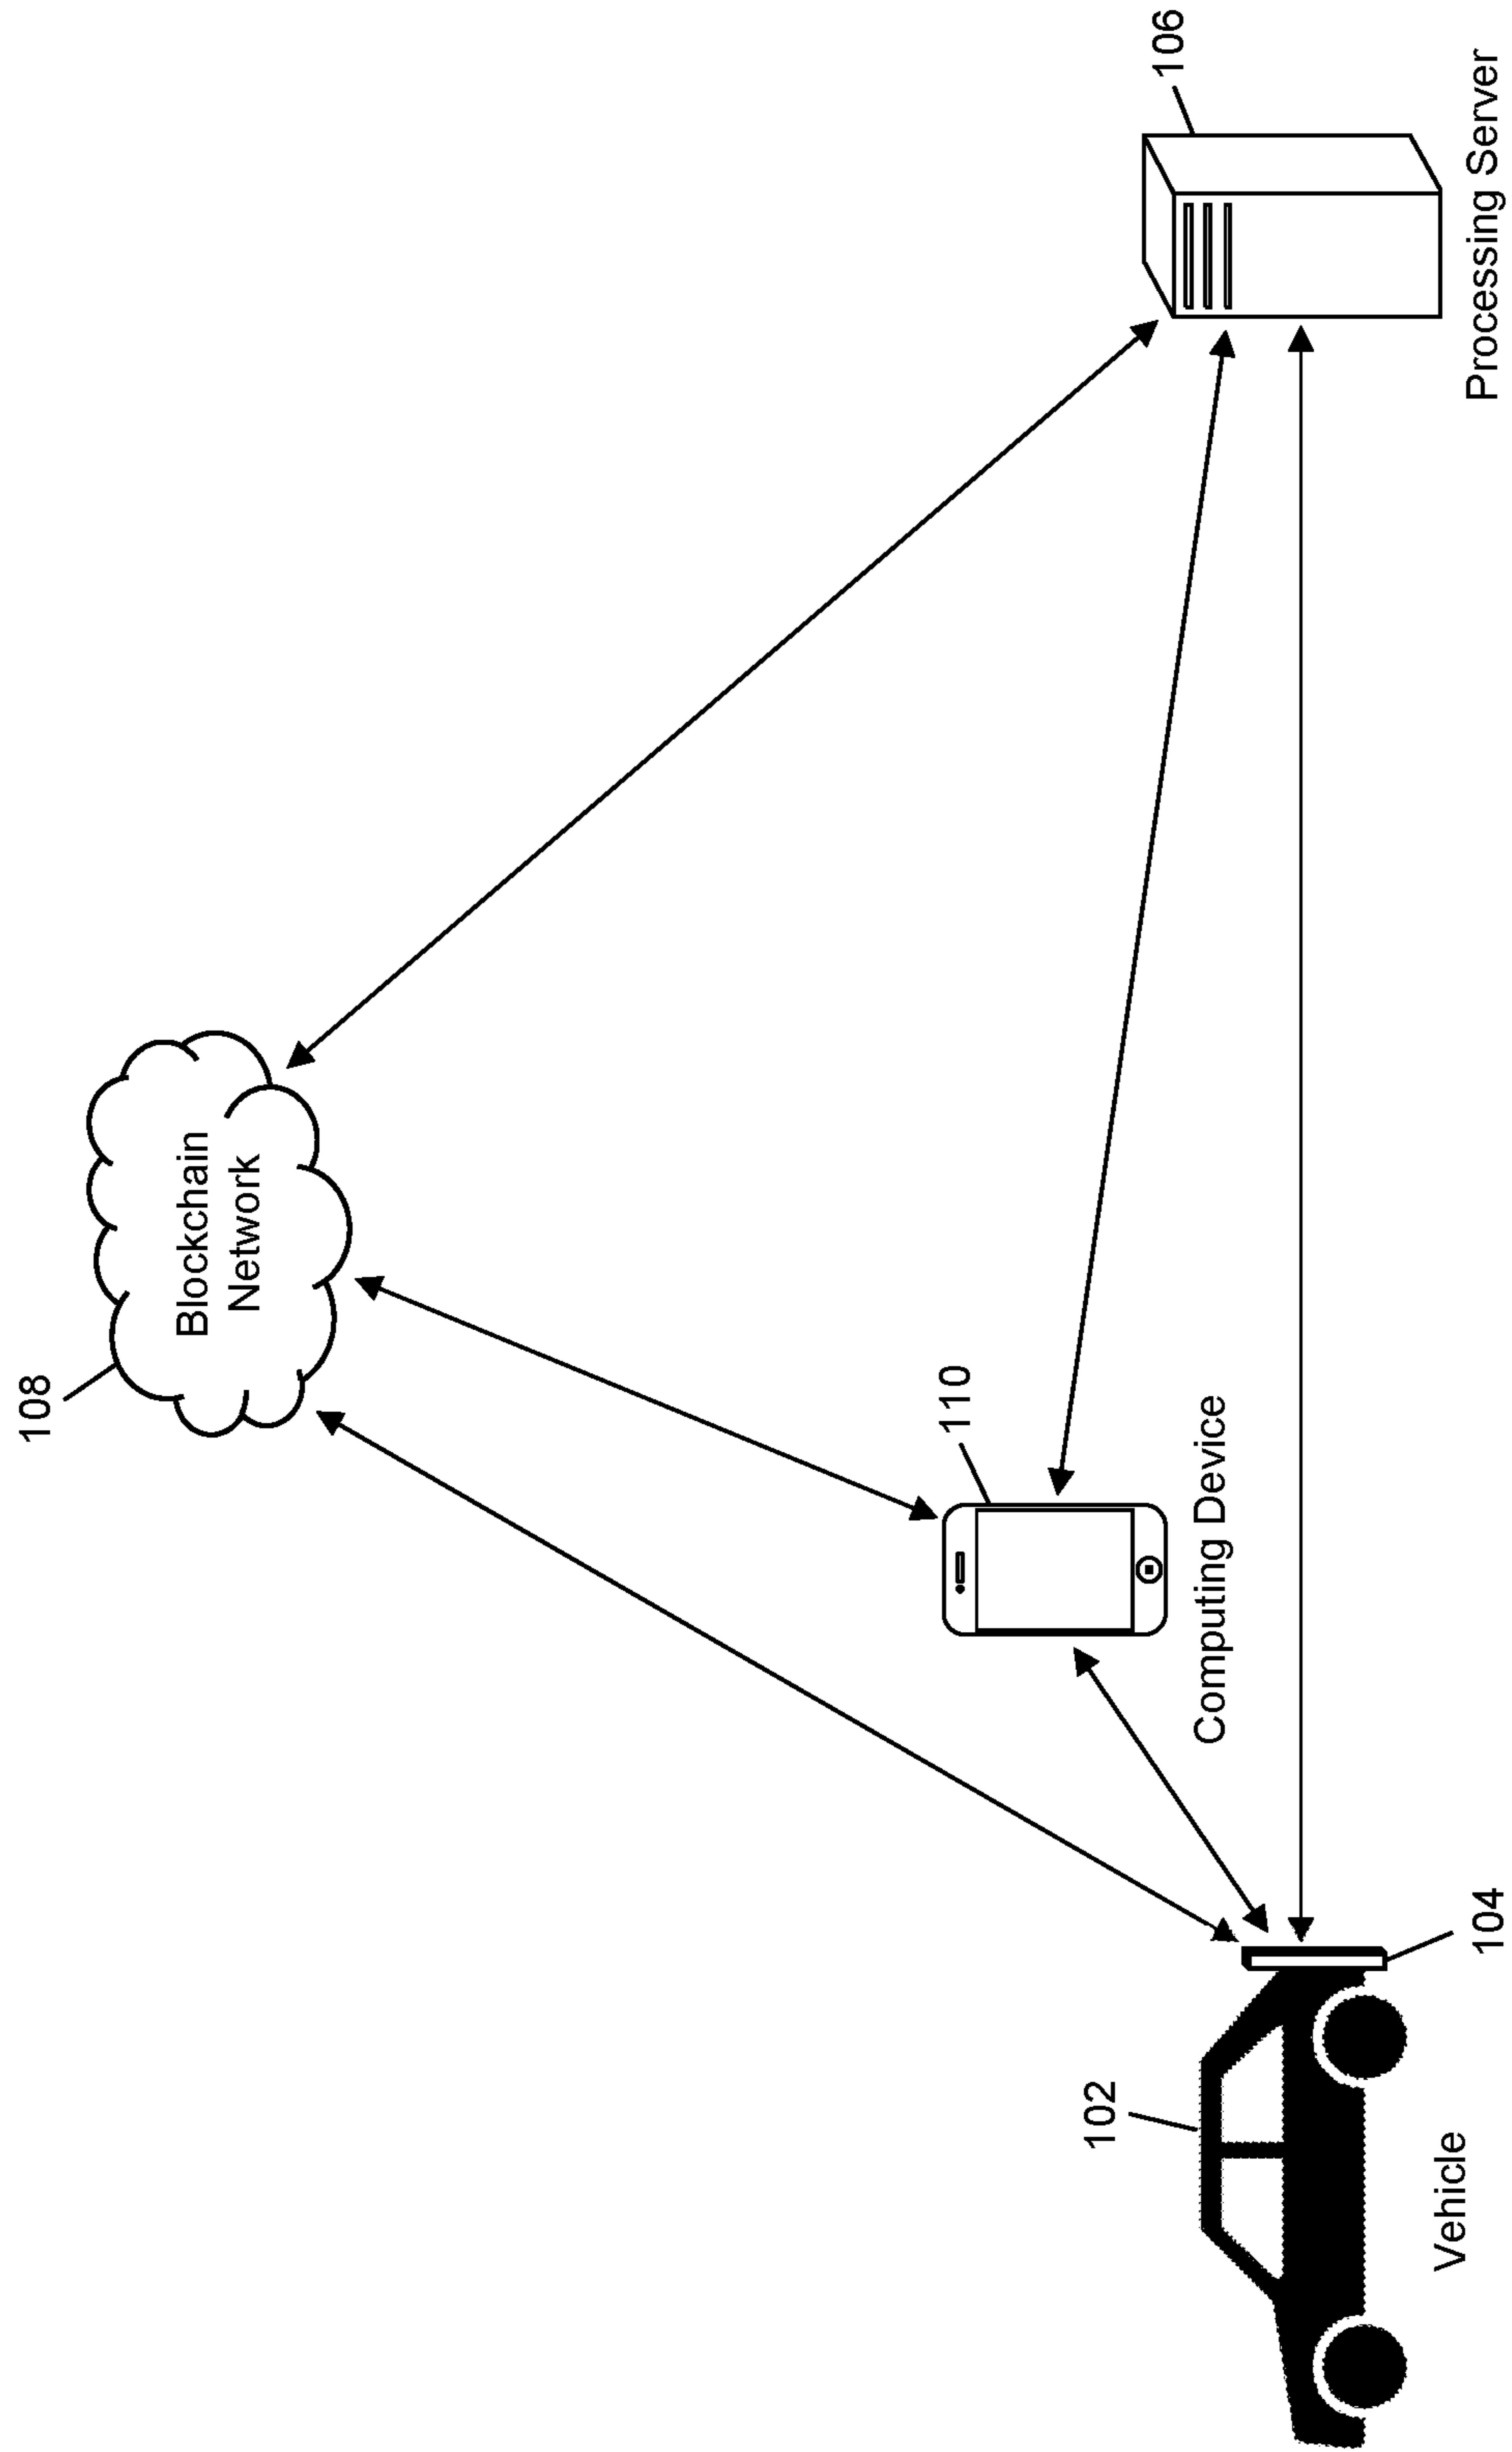 108
Blockchain
Network
106
Processing Server
110
Computing Device
102
104
Vehicle